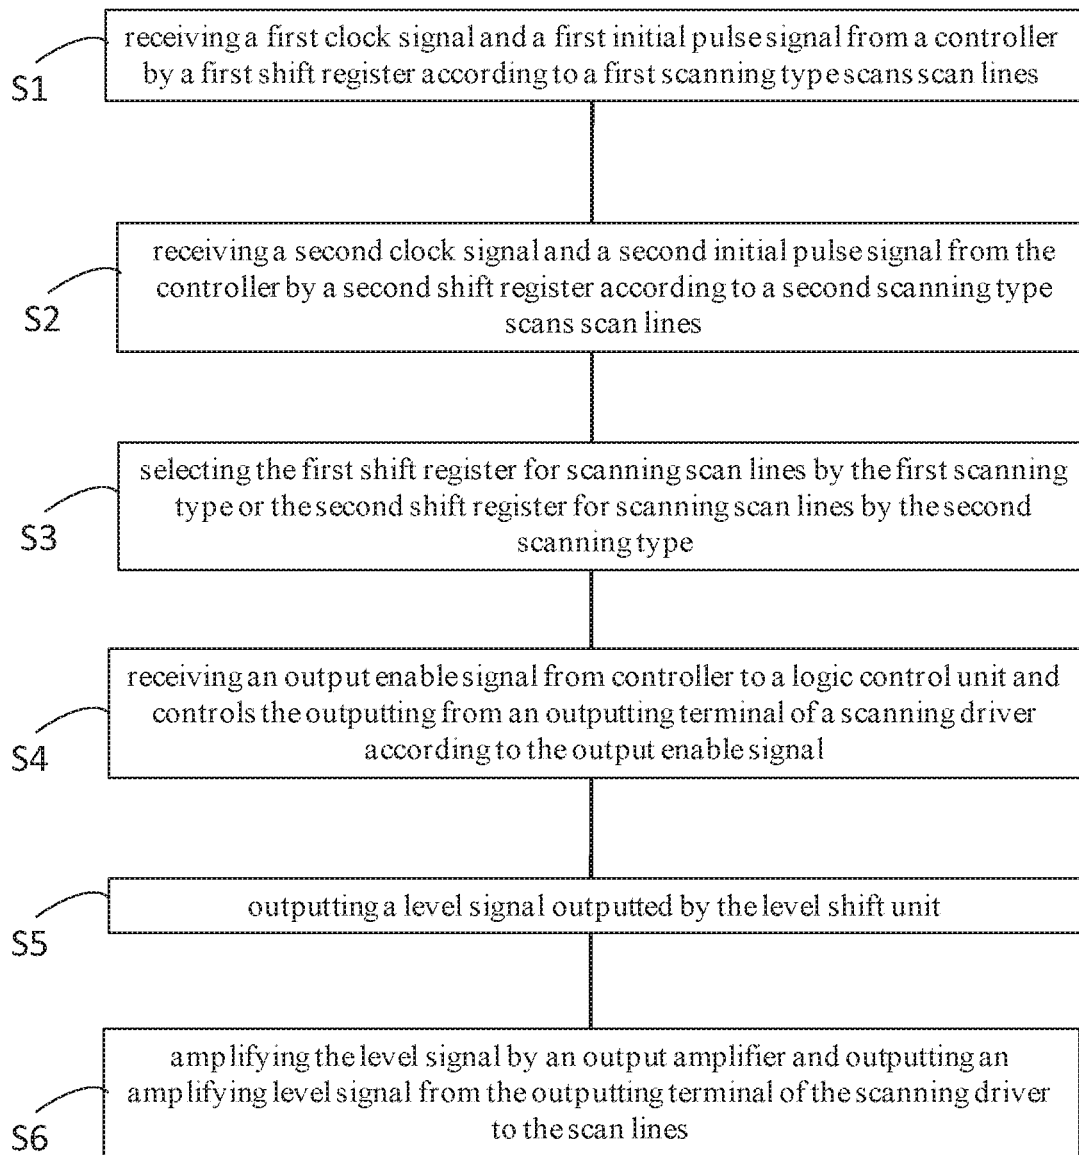 receiving a first clock signal and a first initial pulse signal from a controller
by a first shift register according to a first scanning type scans scan lines
S1
receiving a second clock signal and a second initial pulse signal from the
controller by a second shift register according to a second scanning type
scans scan lines
S2
selecting the first shift register for scanning scan lines by the first scanning
type or the second shift register for scanning scan lines by the second
scanning type
S3
receiving an output enable signal from controller to a logic control unit and
controls the outputting from an outputting terminal of a scanning driver
according to the output enable signal
S4
outputting a level signal outputted by the level shift unit
S5
amplifying the level signal by an output amplifier and outputting an
amplifying level signal from the outputting terminal of the scanning driver
to the scan lines
S6